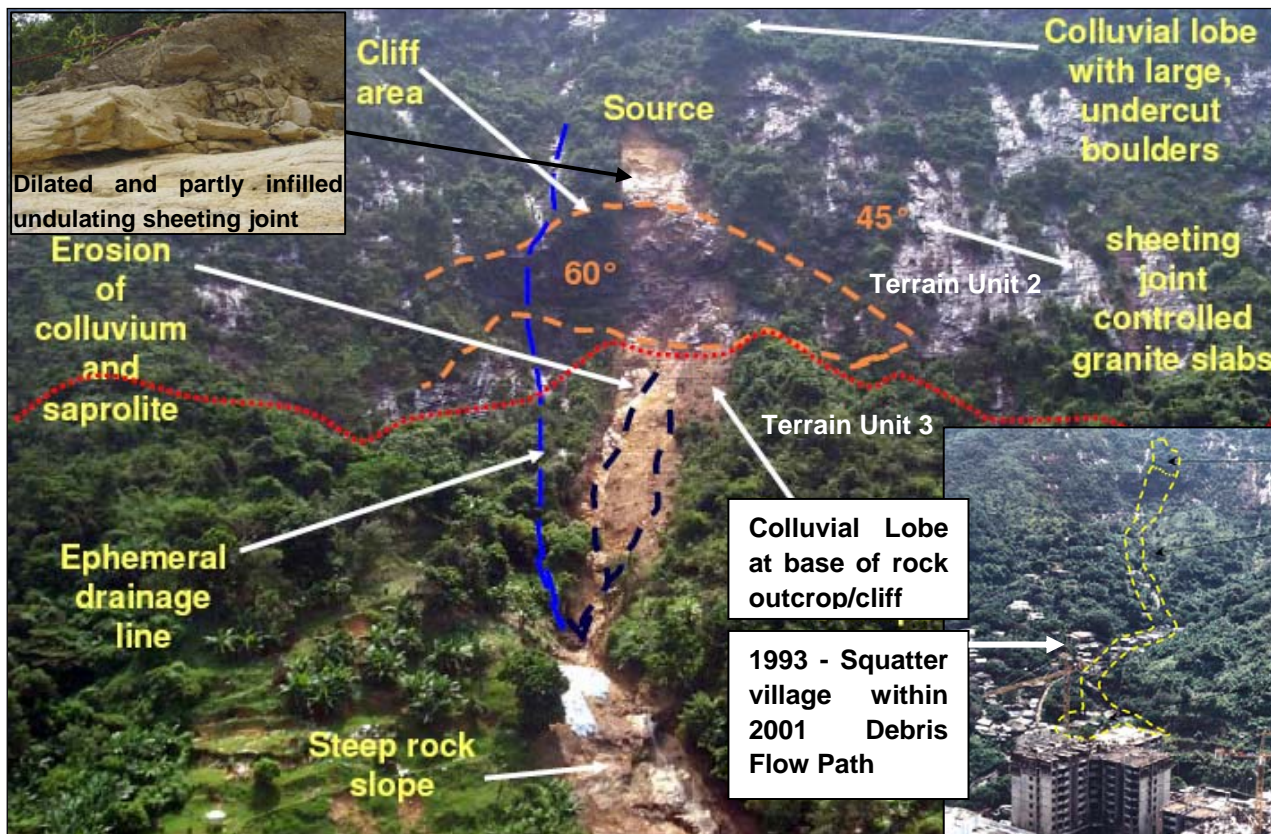 Dilated and partly infilled
undulating sheeting joint
Cliff
area
Source
Colluvial lobe
with large,
undercut
boulders
Erosion
of
colluvium
and
saprolite
60°
45°
Terrain Unit 2
sheeting
joint
controlled
granite slabs
Terrain Unit 3
Ephemeral
drainage
line
Colluvial Lobe
at base of rock
outcrop/cliff
1993 - Squatter
village within
2001 Debris
Flow Path
Steep rock
slope